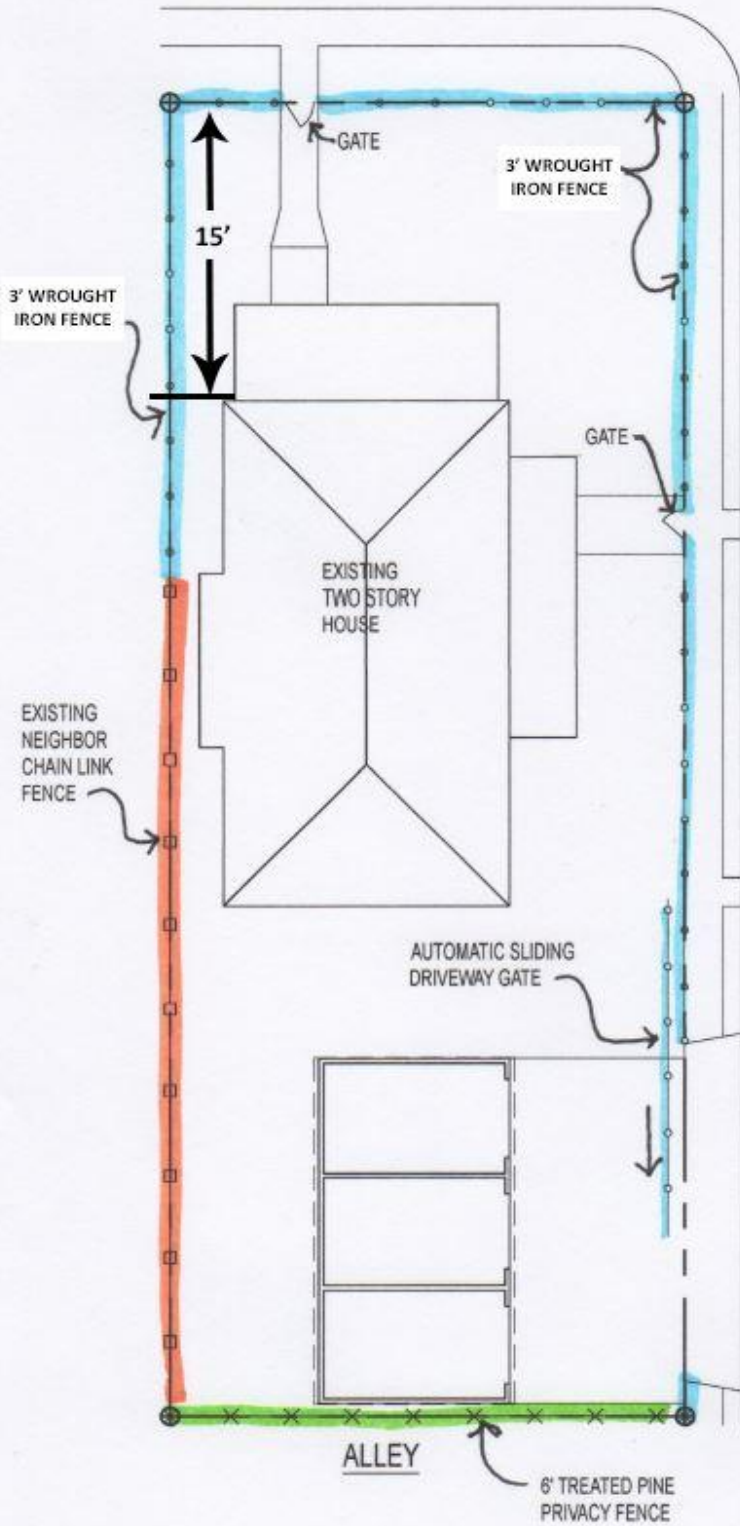 GATE
3' WROUGHT
IRON FENCE
15'
3' WROUGHT
IRON FENCE
GATE
EXISTING
TWO STORY
HOUSE
EXISTING
NEIGHBOR
CHAIN LINK
FENCE
AUTOMATIC SLIDING
DRIVEWAY GATE
ALLEY
6' TREATED PINE
PRIVACY FENCE